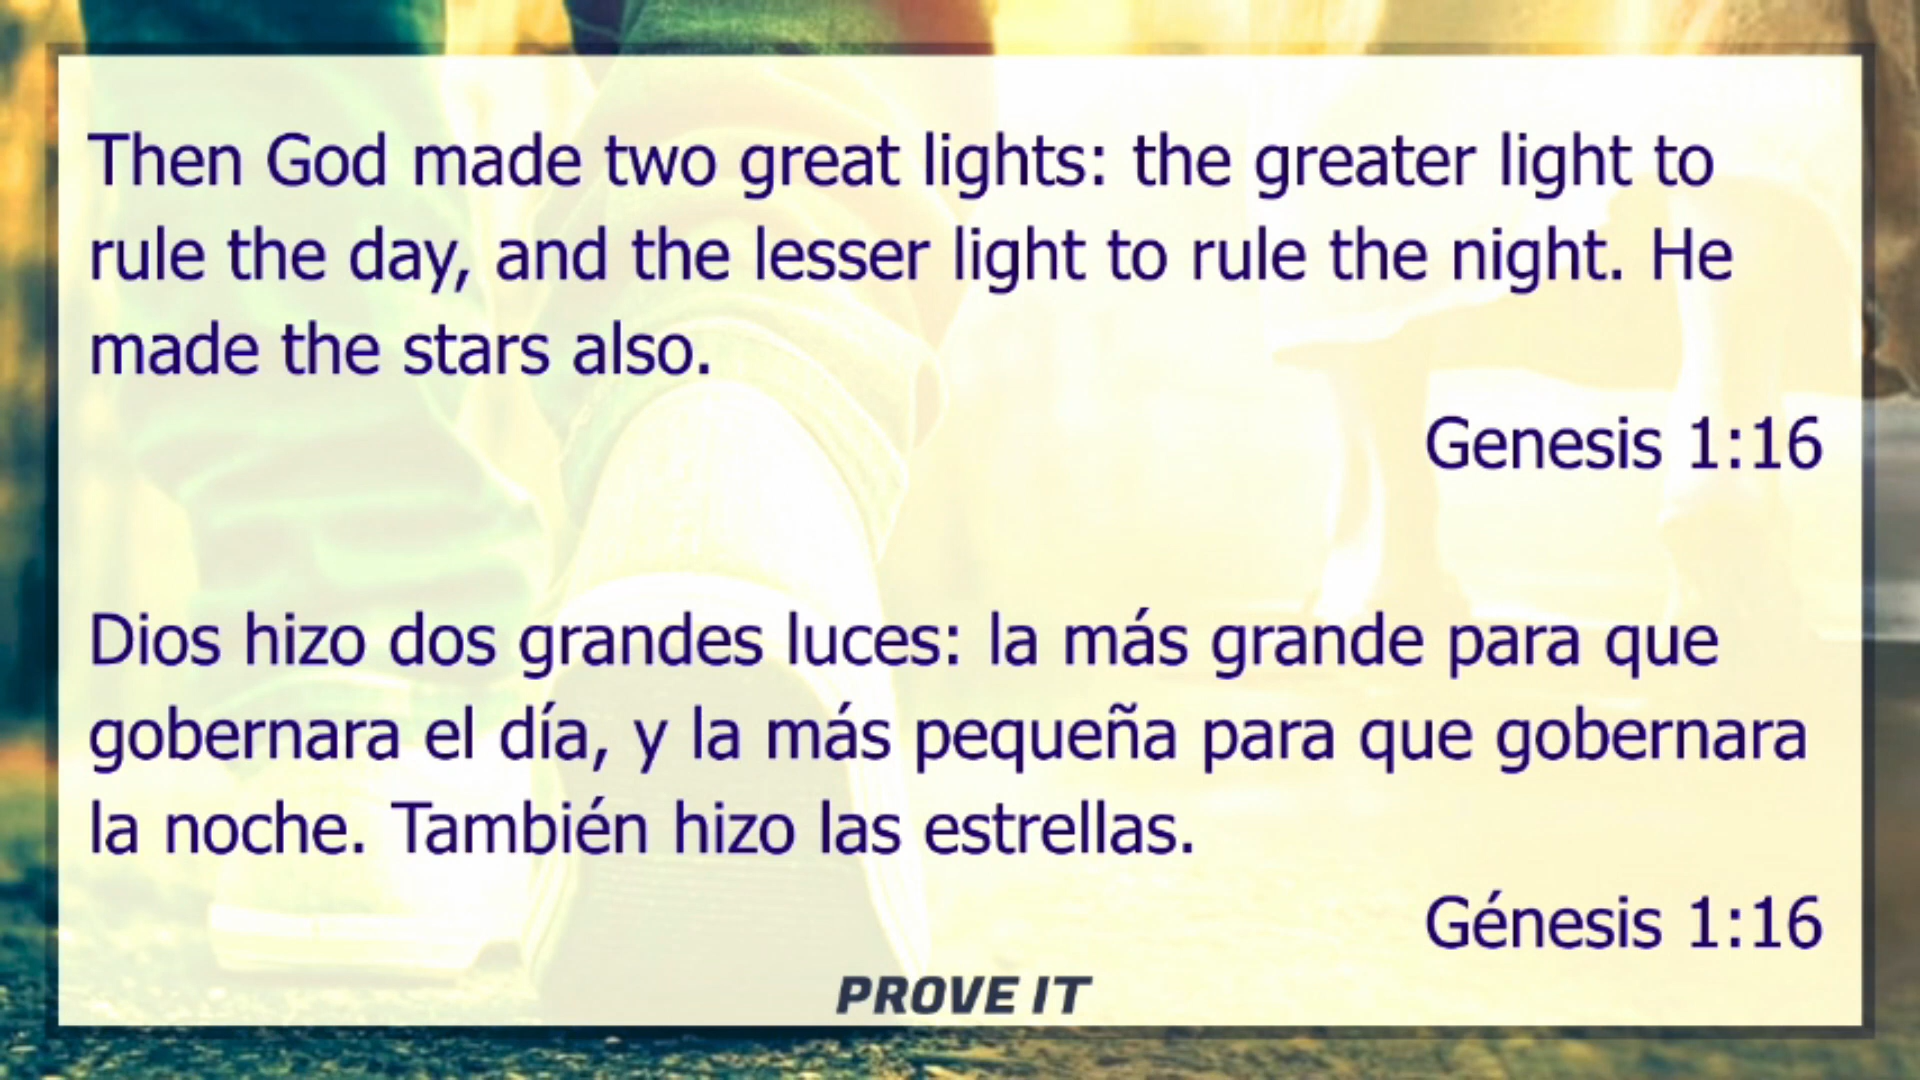 Then God made two great lights: the greater light to
rule the day, and the lesser light to rule the night. He
made the stars also.
Genesis 1:16
Dios hizo dos grandes luces: la más grande para que
gobernara el día, y la más pequeña para que gobernara
la noche. También hizo las estrellas.
Génesis 1:16
PROVE IT